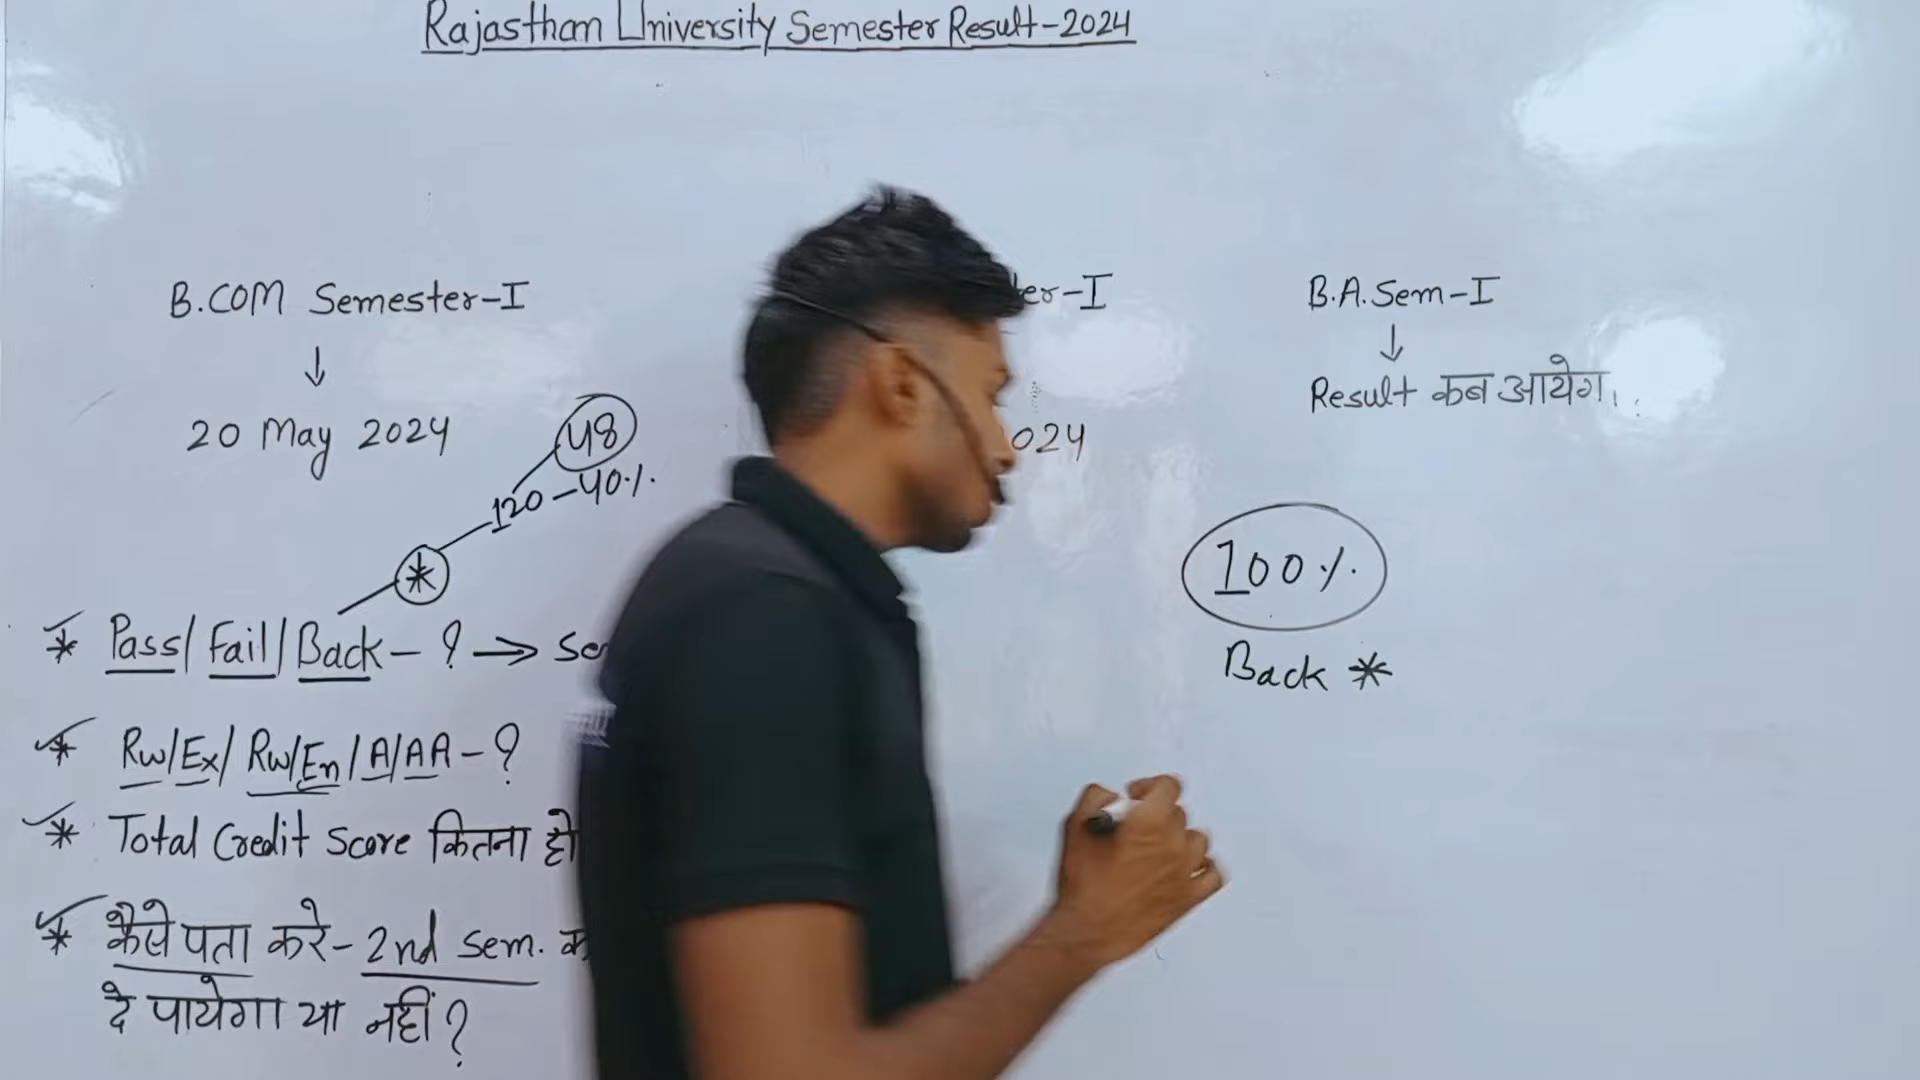 Rajasthan University Semester Result-2024
B.COM Semester-I
↓
20 May 2024
48
120-40%.
*
er-I
024
B.A.Sem-I
↓
Result कब आयेगा
100%.
Back *
* Pass/Fail/Back-? →
* Rw/Ex/Rw/En/A/AA-?
* Total Credit Score कितना हो
* कैसे पता करे- 2nd sem.
दे पायेगा या नहीं?